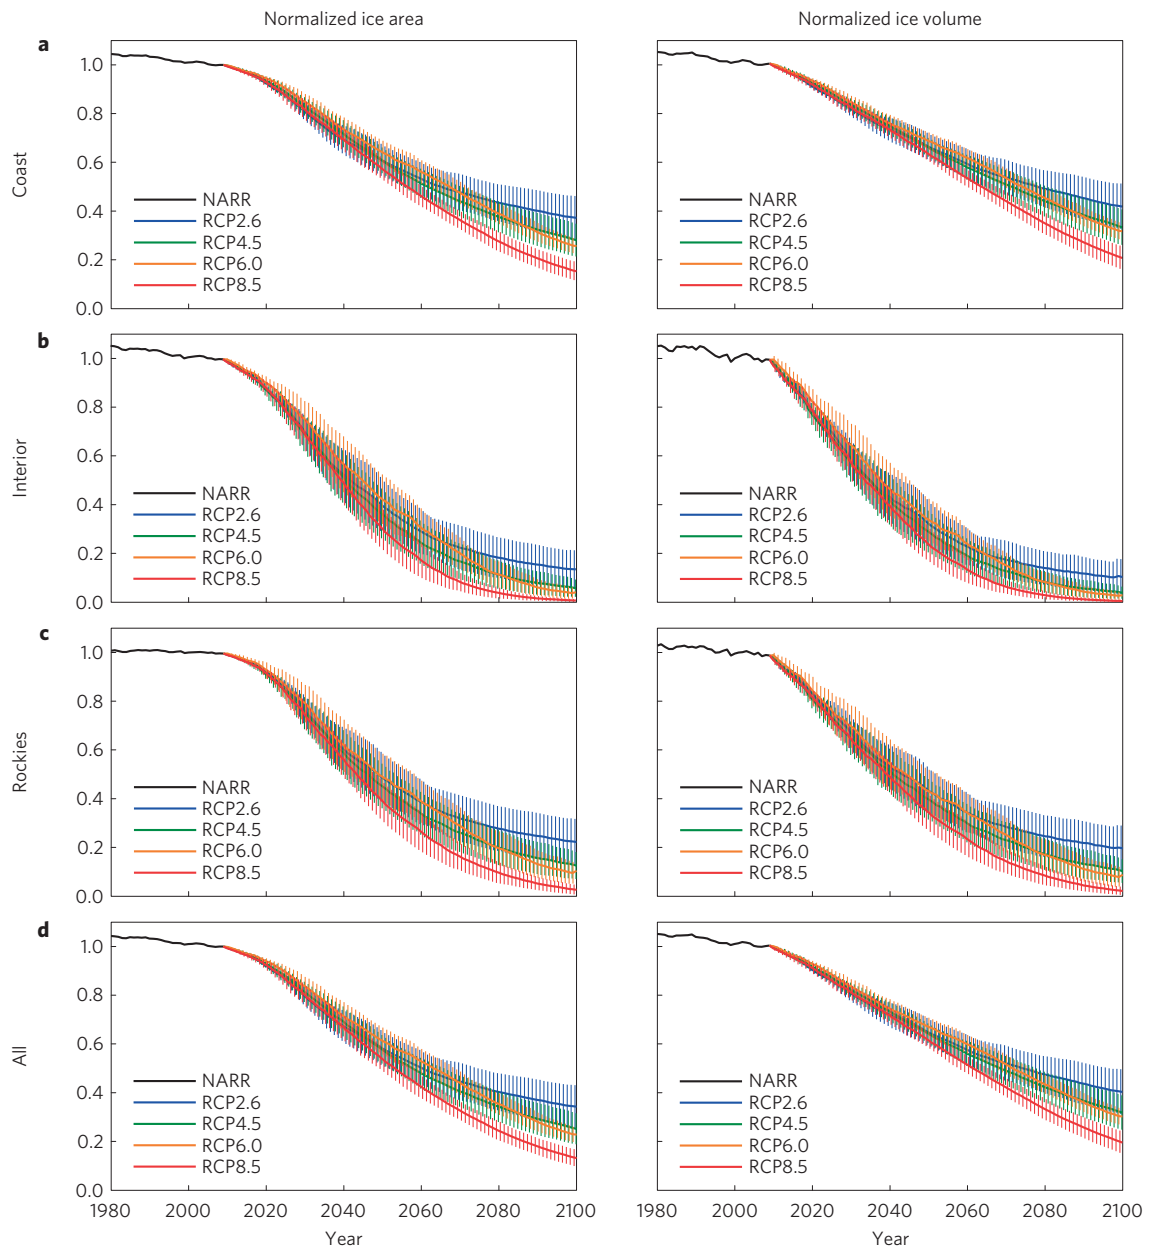 Normalized ice area
Normalized ice volume
a
Coast
1.0
0.8
0.6
0.4
0.2
0.0
NARR
RCP2.6
RCP4.5
RCP6.0
RCP8.5
NARR
RCP2.6
RCP4.5
RCP6.0
RCP8.5
b
Interior
1.0
0.8
0.6
0.4
0.2
0.0
NARR
RCP2.6
RCP4.5
RCP6.0
RCP8.5
NARR
RCP2.6
RCP4.5
RCP6.0
RCP8.5
c
Rockies
1.0
0.8
0.6
0.4
0.2
0.0
NARR
RCP2.6
RCP4.5
RCP6.0
RCP8.5
NARR
RCP2.6
RCP4.5
RCP6.0
RCP8.5
d
All
1.0
0.8
0.6
0.4
0.2
0.0
NARR
RCP2.6
RCP4.5
RCP6.0
RCP8.5
NARR
RCP2.6
RCP4.5
RCP6.0
RCP8.5
1980 2000 2020 2040 2060 2080 2100
Year
1980 2000 2020 2040 2060 2080 2100
Year